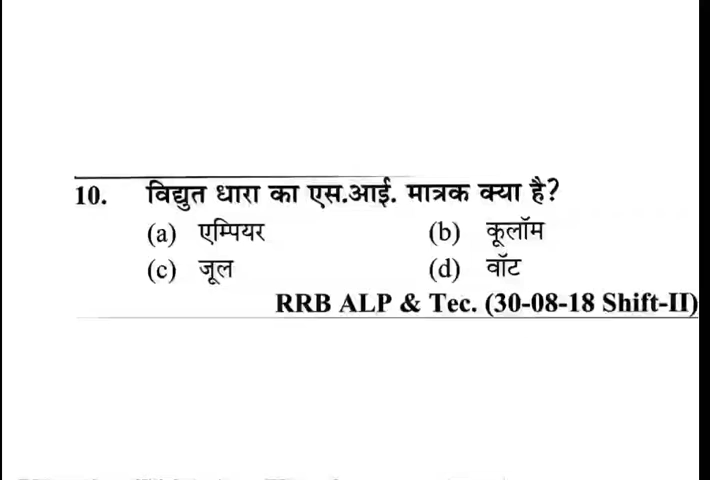 10. विद्युत धारा का एस.आई. मात्रक क्या है?
(a) एम्पियर (b) कूलॉम
(c) जूल (d) वॉट
RRB ALP & Tec. (30-08-18 Shift-II)